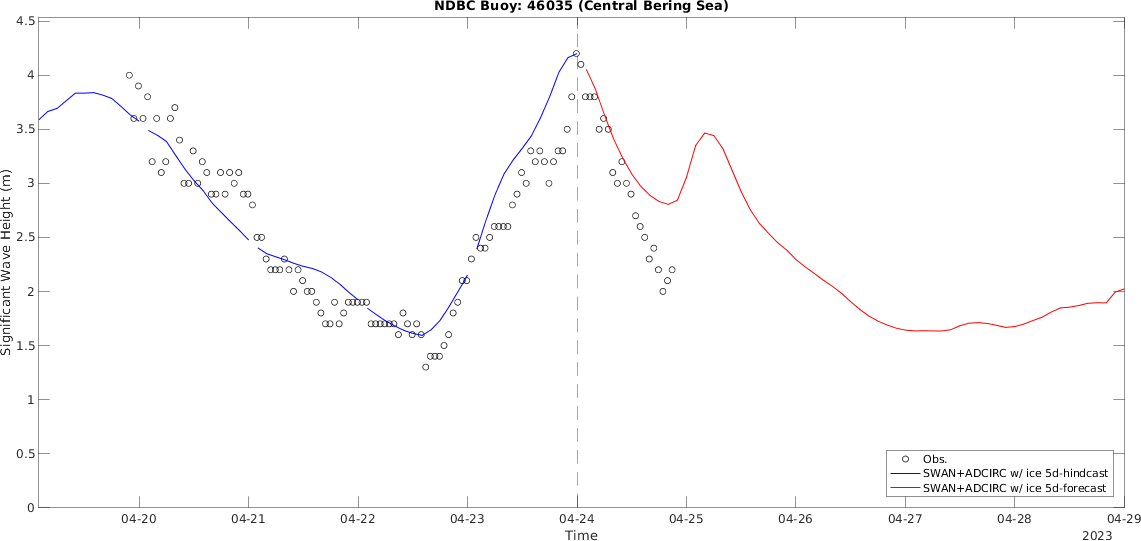 NDBC Buoy: 46035 (Central Bering Sea)
4.5
4
3.5
3
2.5
2
1.5
1
0.5
0
Significant Wave Height (m)
Obs.
SWAN+ADCIRC w/ ice 5d-hindcast
SWAN+ADCIRC w/ ice 5d-forecast
04-20 04-21 04-22 04-23 04-24 04-25 04-26 04-27 04-28 04-29
Time
2023